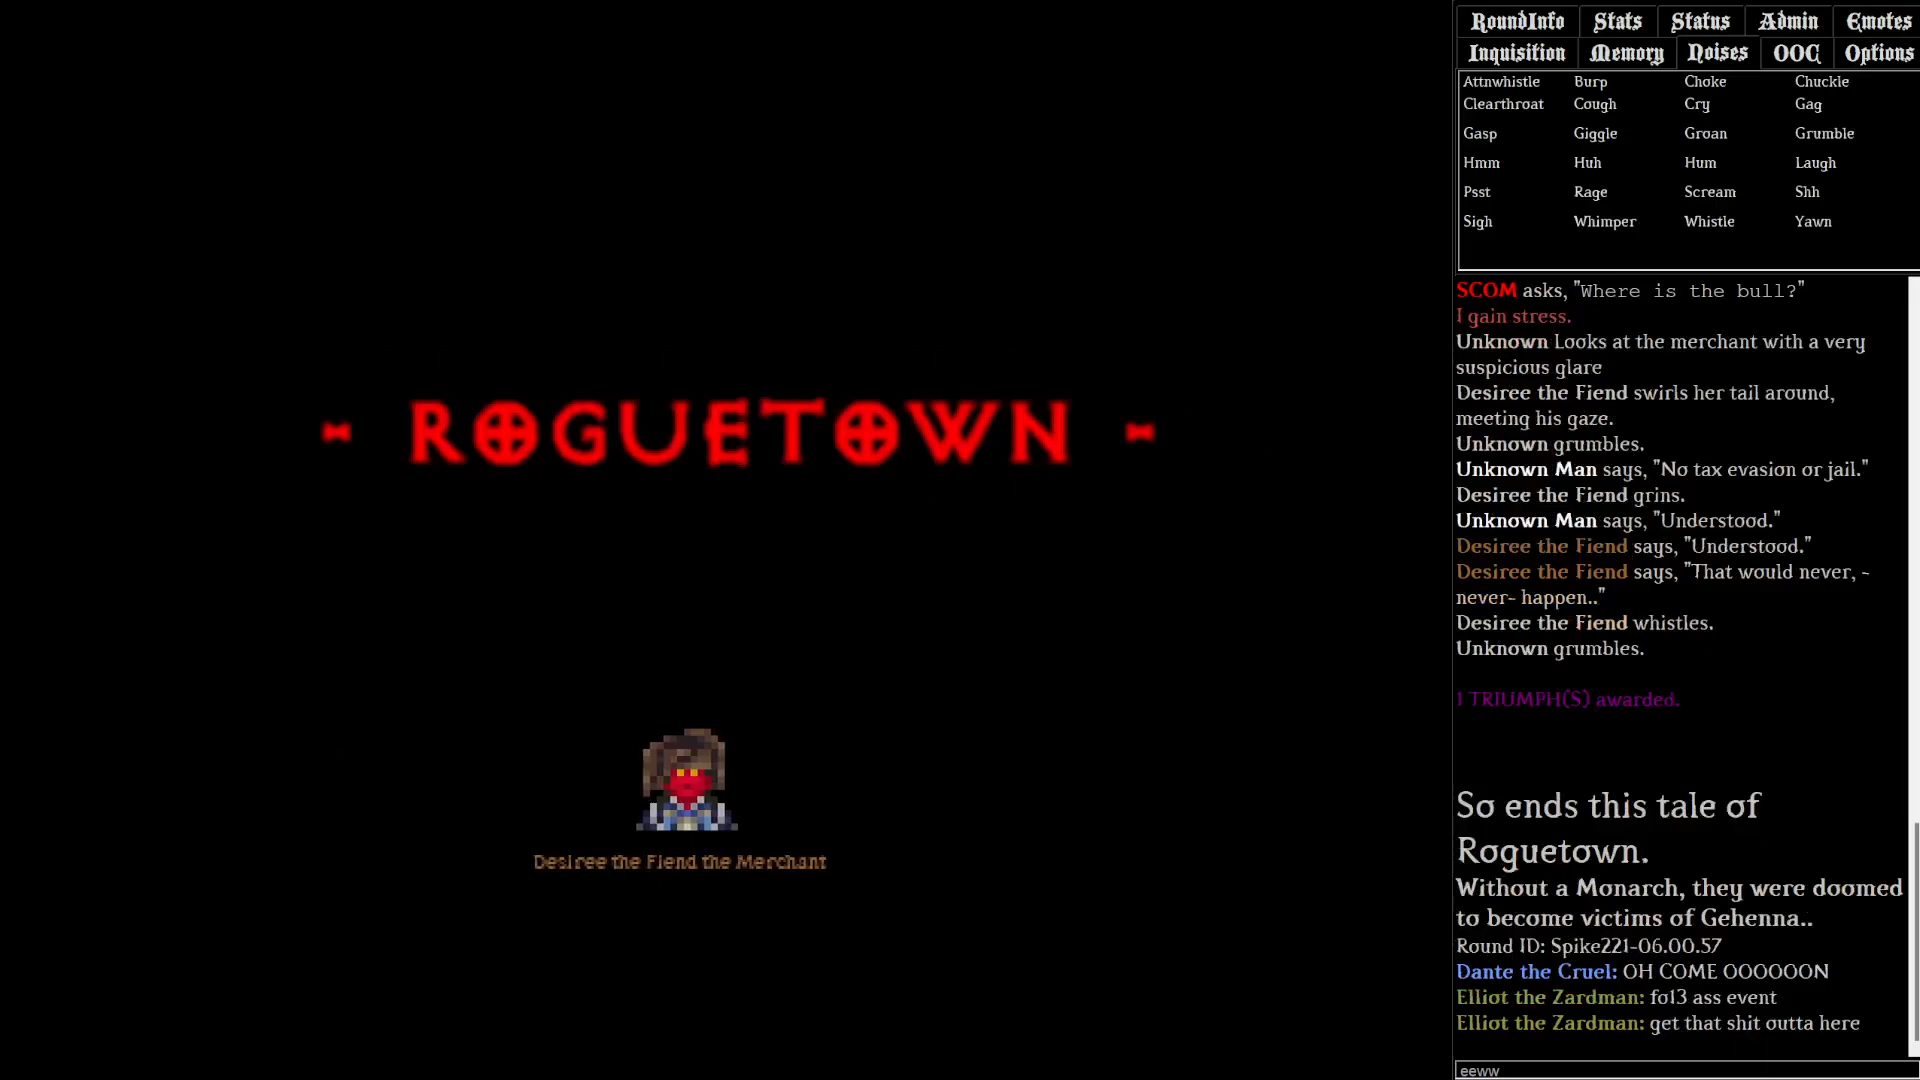 RoundInfo Stats Status Admin Emotes
Inquisition Memory Noises OOC Options
Attnwhistle Burp Choke Chuckle
Clearthroat Cough Cry Gag
Gasp Giggle Groan Grumble
Hmm Huh Hum Laugh
Psst Rage Scream Shh
Sigh Whimper Whistle Yawn
SCOM asks, "Where is the bull?"
I gain stress.
Unknown Looks at the merchant with a very
suspicious glare
Desiree the Fiend swirls her tail around,
meeting his gaze.
Unknown grumbles.
Unknown Man says, "No tax evasion or jail."
Desiree the Fiend grins.
Unknown Man says, "Understood."
Desiree the Fiend says, "Understood."
Desiree the Fiend says, "That would never, -
never- happen.."
Desiree the Fiend whistles.
Unknown grumbles.
1 TRIUMPH(S) awarded.
So ends this tale of
Roguetown.
Without a Monarch, they were doomed
to become victims of Gehenna..
Round ID: Spike221-06.00.57
Dante the Cruel: OH COME OOOOOON
Elliot the Zardman: fo13 ass event
Elliot the Zardman: get that shit outta here
eeww
- ROGUETOWN -
Desiree the Fiend the Merchant